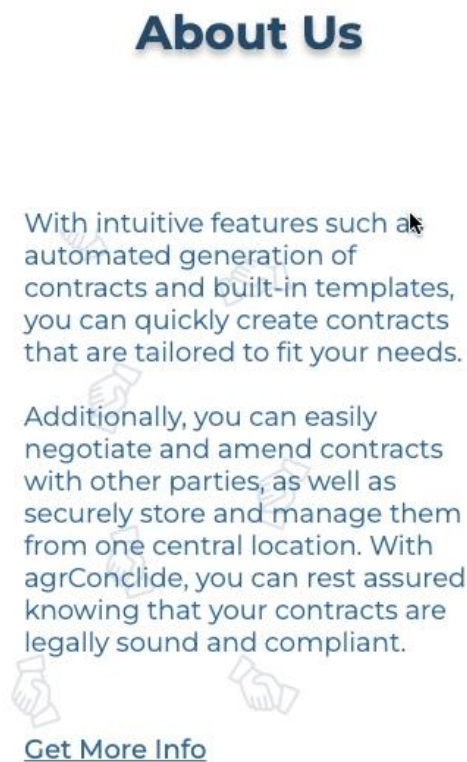 About Us
With intuitive features such as
automated generation of
contracts and built-in templates,
you can quickly create contracts
that are tailored to fit your needs.
Additionally, you can easily
negotiate and amend contracts
with other parties, as well as
securely store and manage them
from one central location. With
agrConclide, you can rest assured
knowing that your contracts are
legally sound and compliant.
Get More Info